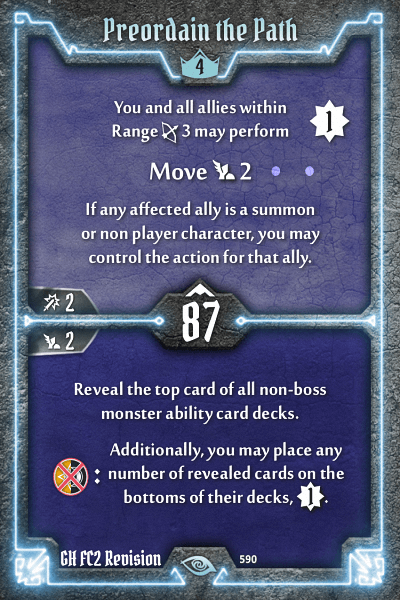 Preordain the Path
4
You and all allies within
Range 3 may perform
1
Move 2
If any affected ally is a summon
or non player character, you may
control the action for that ally.
2
87
2
Reveal the top card of all non-boss
monster ability card decks.
Additionally, you may place any
: number of revealed cards on the
bottoms of their decks, 1.
GH FC2 Revision
590